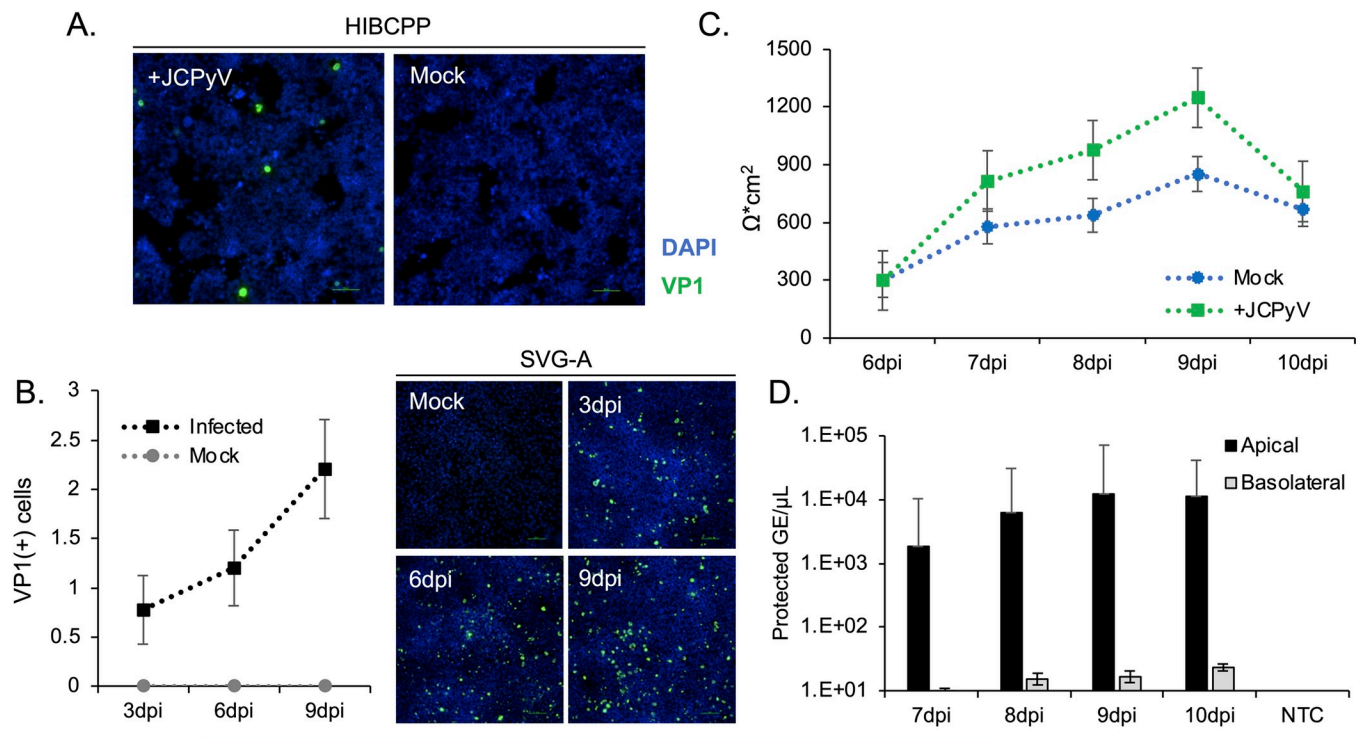 A.
HIBCPP
+JCPyV
Mock
DAPI
VP1
B.
3
2.5
2
1.5
1
0.5
0
VP1(+) cells
Infected
Mock
3dpi
6dpi
9dpi
SVG-A
Mock
3dpi
6dpi
9dpi
C.
1500
1200
900
600
300
0
Ω*cm²
Mock
+JCPyV
6dpi
7dpi
8dpi
9dpi
10dpi
D.
1.E+05
1.E+04
1.E+03
1.E+02
1.E+01
Protected GE/µL
Apical
Basolateral
7dpi
8dpi
9dpi
10dpi
NTC